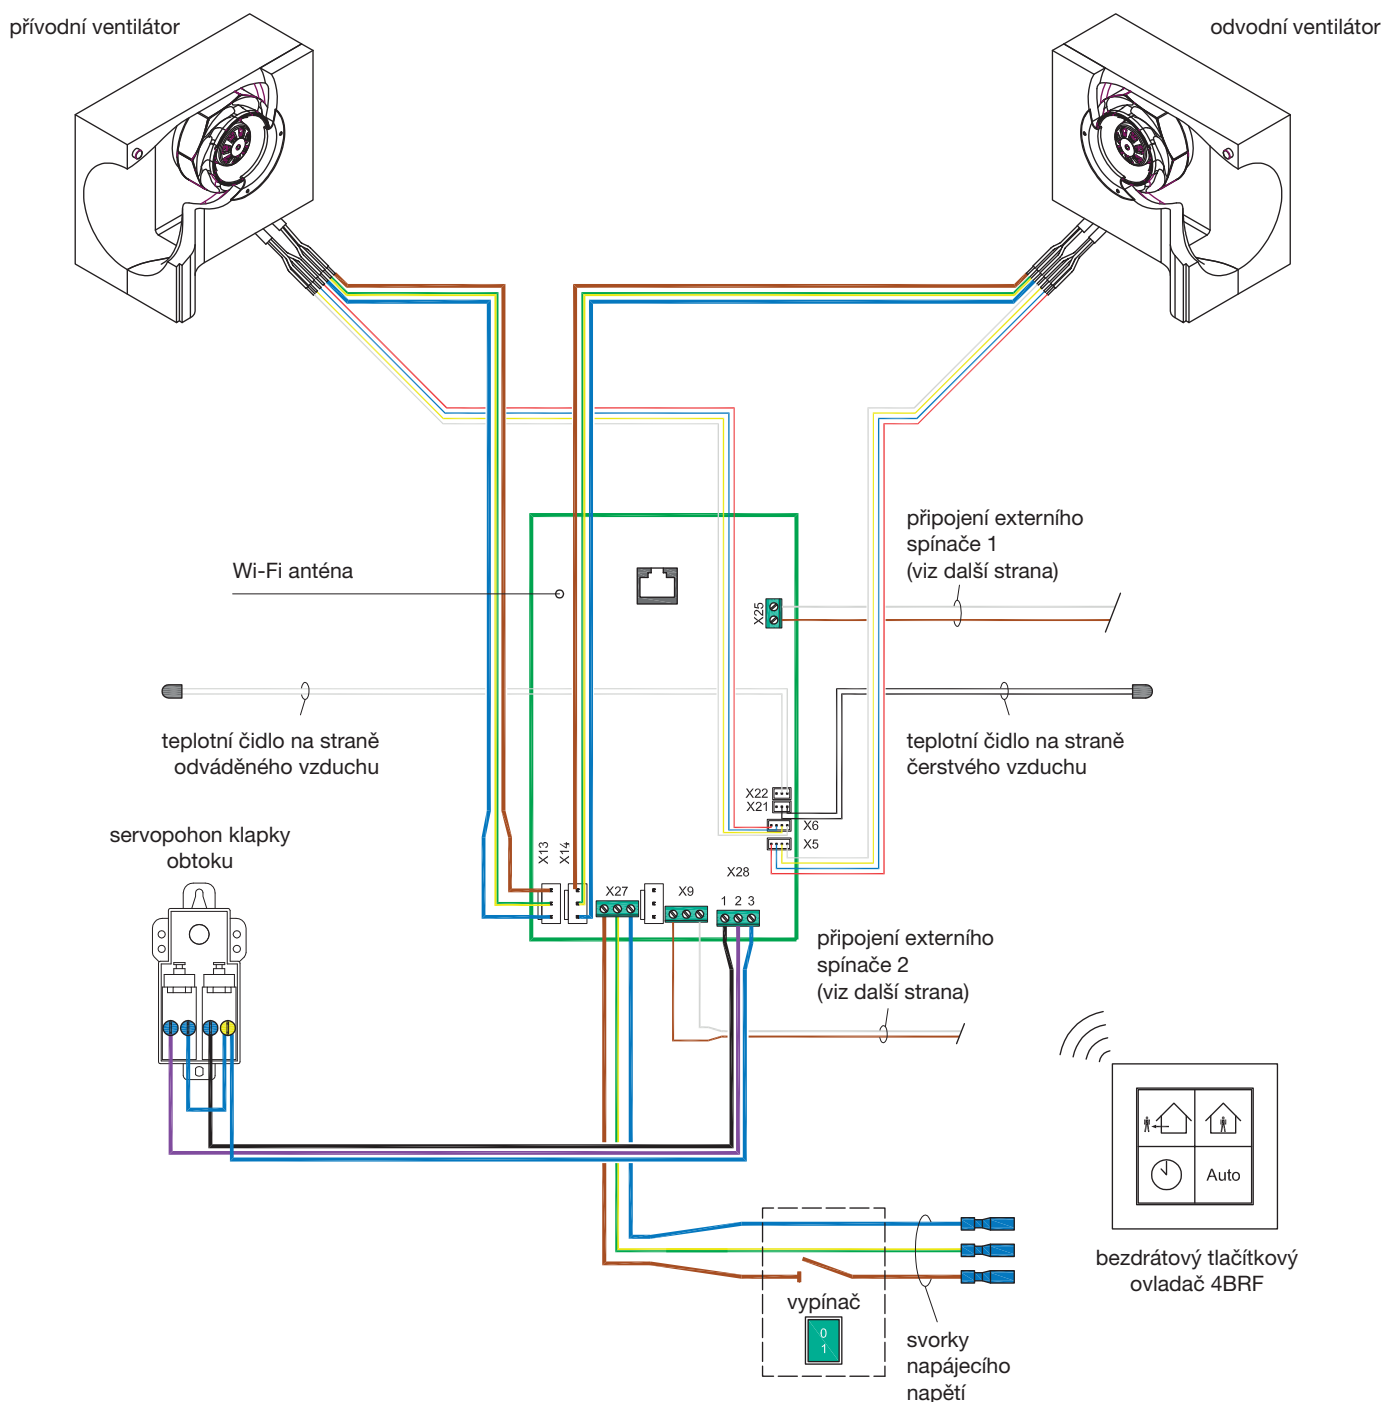 přívodní ventilátor
odvodní ventilátor
připojení externího
spínače 1
(viz další strana)
Wi-Fi anténa
X25
teplotní čidlo na straně
odváděného vzduchu
teplotní čidlo na straně
čerstvého vzduchu
X22
X21
X6
X5
servopohon klapky
obtoku
X13
X14
X28
X27
X9
1 2 3
připojení externího
spínače 2
(viz další strana)
Auto
bezdrátový tlačítkový
ovladač 4BRF
vypínač
0
1
svorky
napájecího
napětí